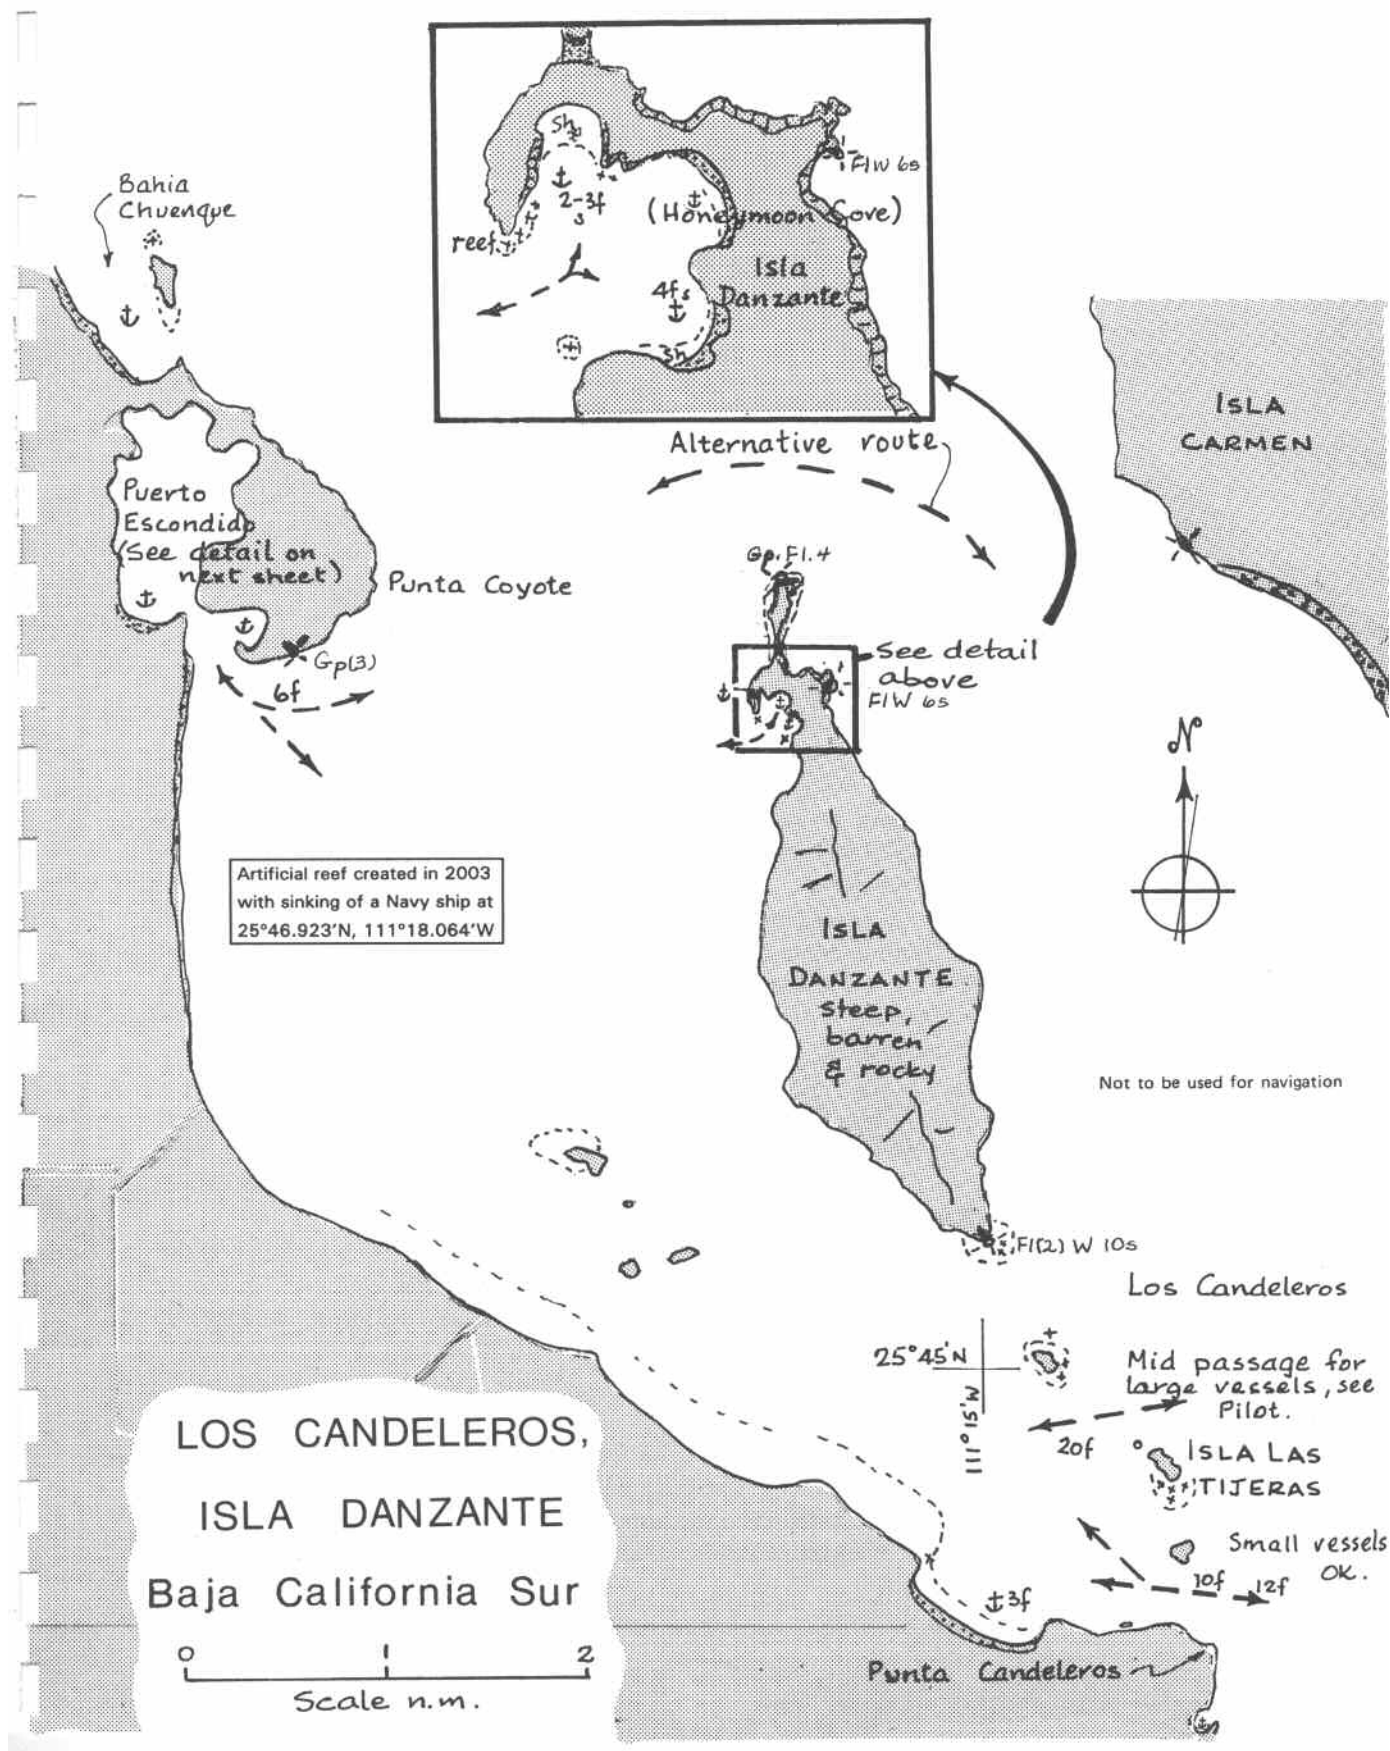 Bahia
Chuenque
Sh
2-3f
s
reef
F1W 6s
(Honeymoon Cove)
Isla
Danzante
4fs
Sh
Alternative route
ISLA
CARMEN
Puerto
Escondido
(See detail on
next sheet)
Punta Coyote
Gp(3)
6f
Gp. Fl. 4
See detail
above
F1W 6s
N
Artificial reef created in 2003
with sinking of a Navy ship at
25°46.923'N, 111°18.064'W
ISLA
DANZANTE
steep,
barren
& rocky
Not to be used for navigation
Fl(2) W 10s
Los Candeleros
25°45'N
111°15'W
Mid passage for
large vessels, see
Pilot.
20f
ISLA LAS
TIJERAS
Small vessels
OK.
10f
12f
3f
Punta Candeleros
LOS CANDELEROS,
ISLA DANZANTE
Baja California Sur
0 1 2
Scale n.m.